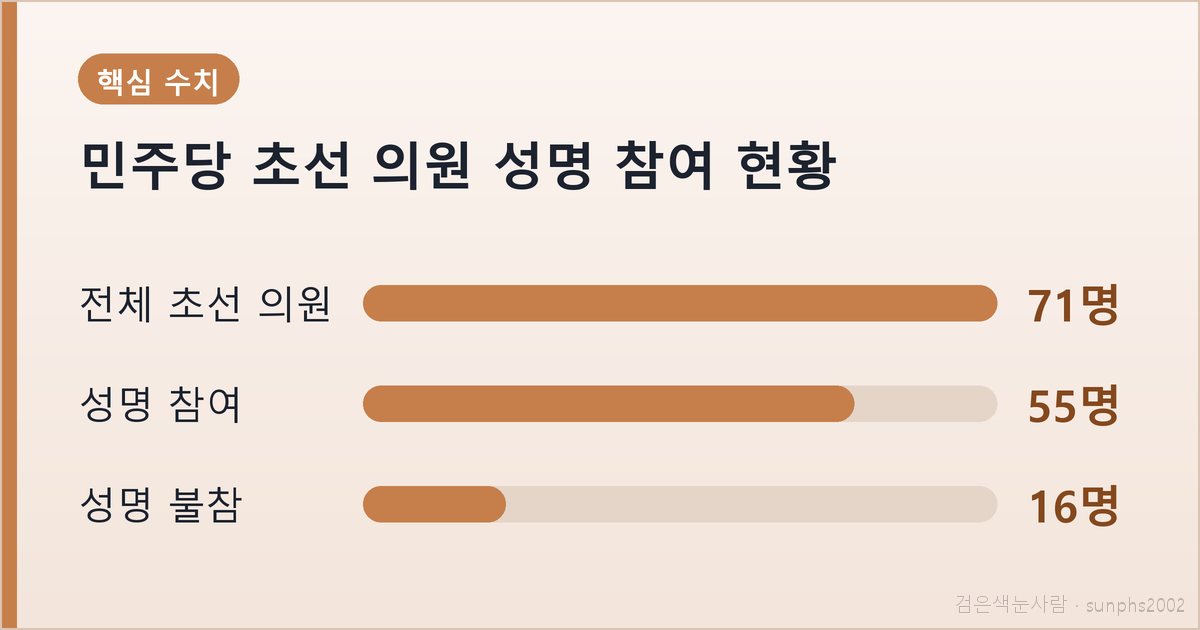 핵심 수치
민주당 초선 의원 성명 참여 현황
전체 초선 의원 71명
성명 참여 55명
성명 불참 16명
검은색눈사람 · sunphs2002